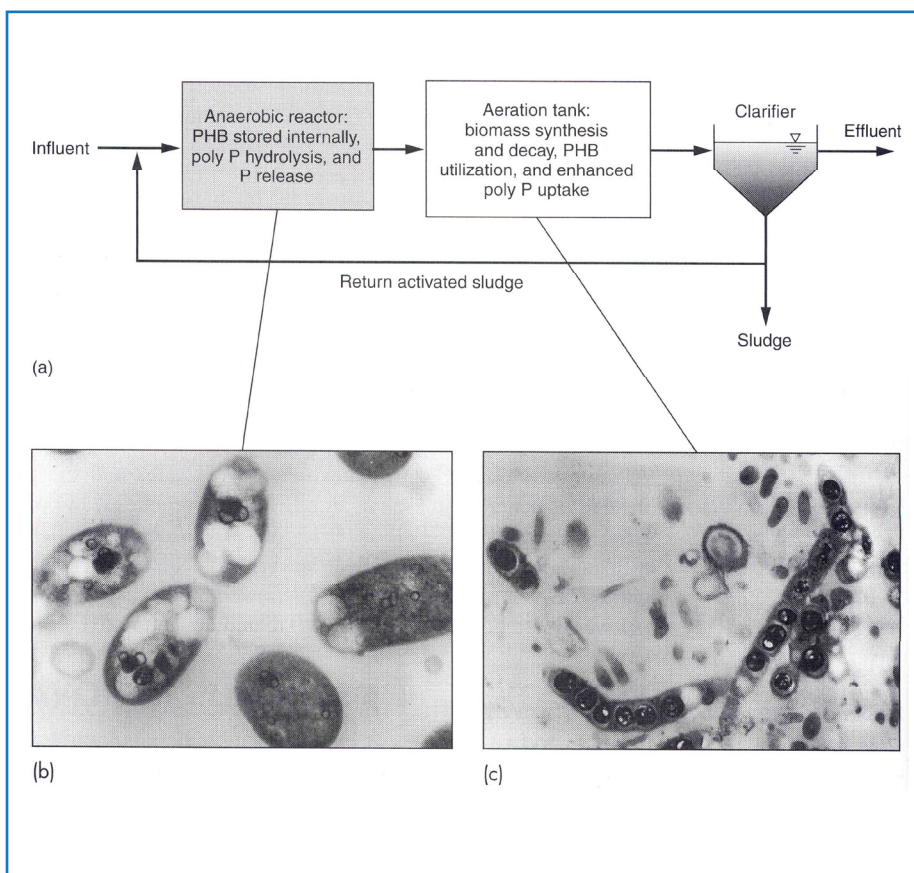 Influent
Anaerobic reactor:
PHB stored internally,
poly P hydrolysis, and
P release
Aeration tank:
biomass synthesis
and decay, PHB
utilization, and enhanced
poly P uptake
Clarifier
Effluent
Return activated sludge
Sludge
(a)
(b)
(c)